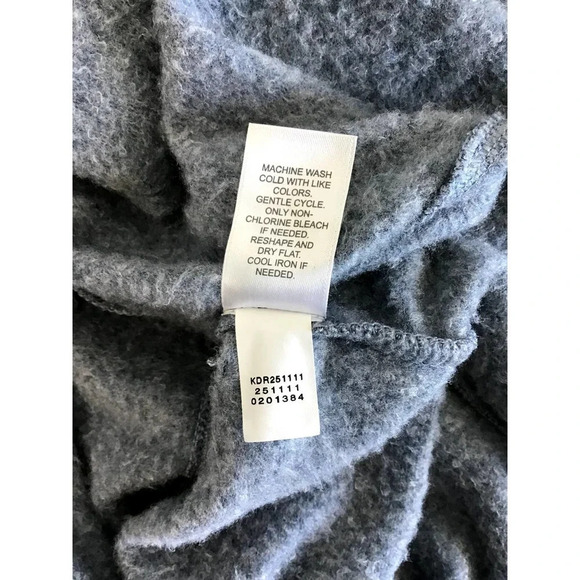 MACHINE WASH
COLD WITH LIKE
COLORS.
GENTLE CYCLE.
ONLY NON-
CHLORINE BLEACH
IF NEEDED.
RESHAPE AND
DRY FLAT.
COOL IRON IF
NEEDED.
KDR251111
251111
0201384